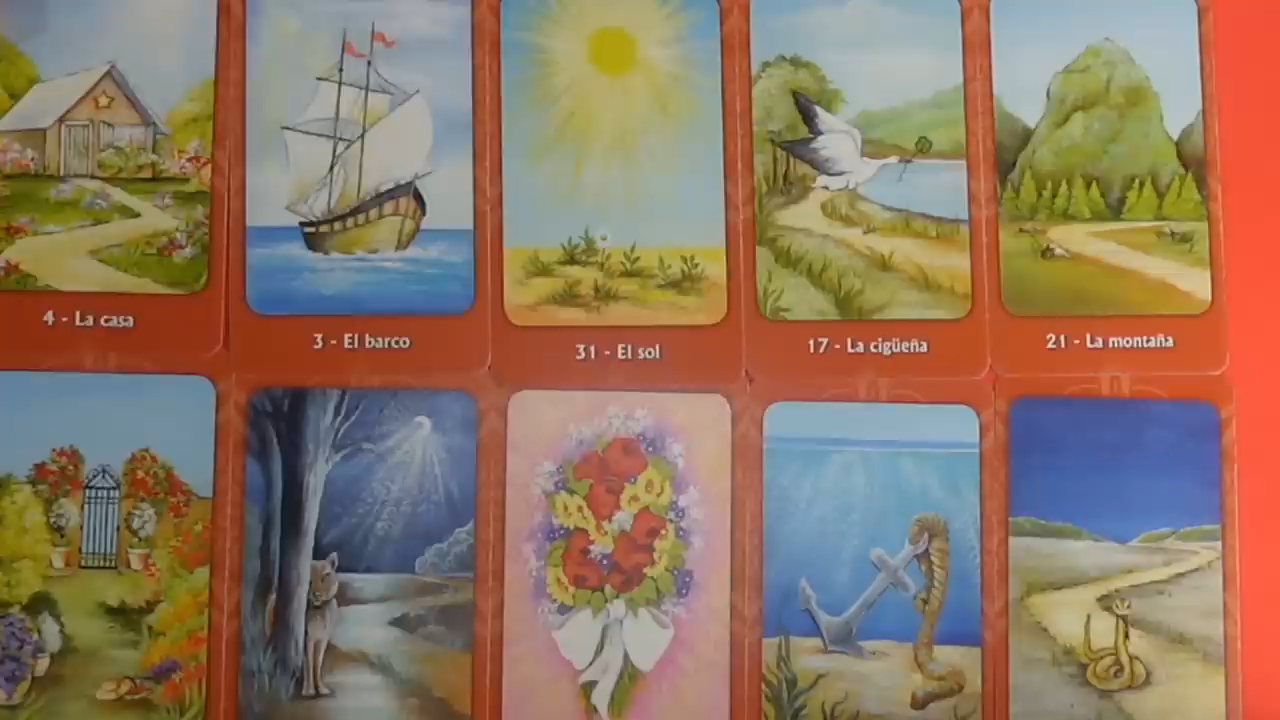 4 - La casa
3 - El barco
31 - El sol
17 - La cigüeña
21 - La montaña